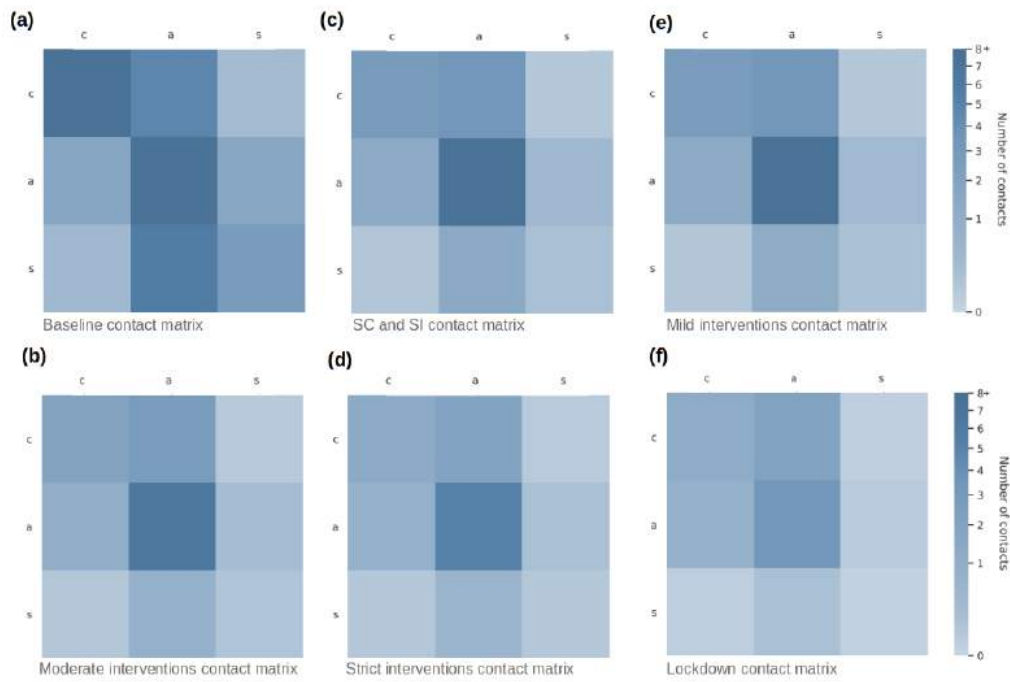 (a)
c a s
c
a
s
Baseline contact matrix
(c)
c a s
c
a
s
SC and SI contact matrix
(e)
c a s
c
a
s
Mild interventions contact matrix
8+
7
6
5
4
3
2
1
0
Number of contacts
(b)
c a s
c
a
s
Moderate interventions contact matrix
(d)
c a s
c
a
s
Strict interventions contact matrix
(f)
c a s
c
a
s
Lockdown contact matrix
8+
7
6
5
4
3
2
1
0
Number of contacts